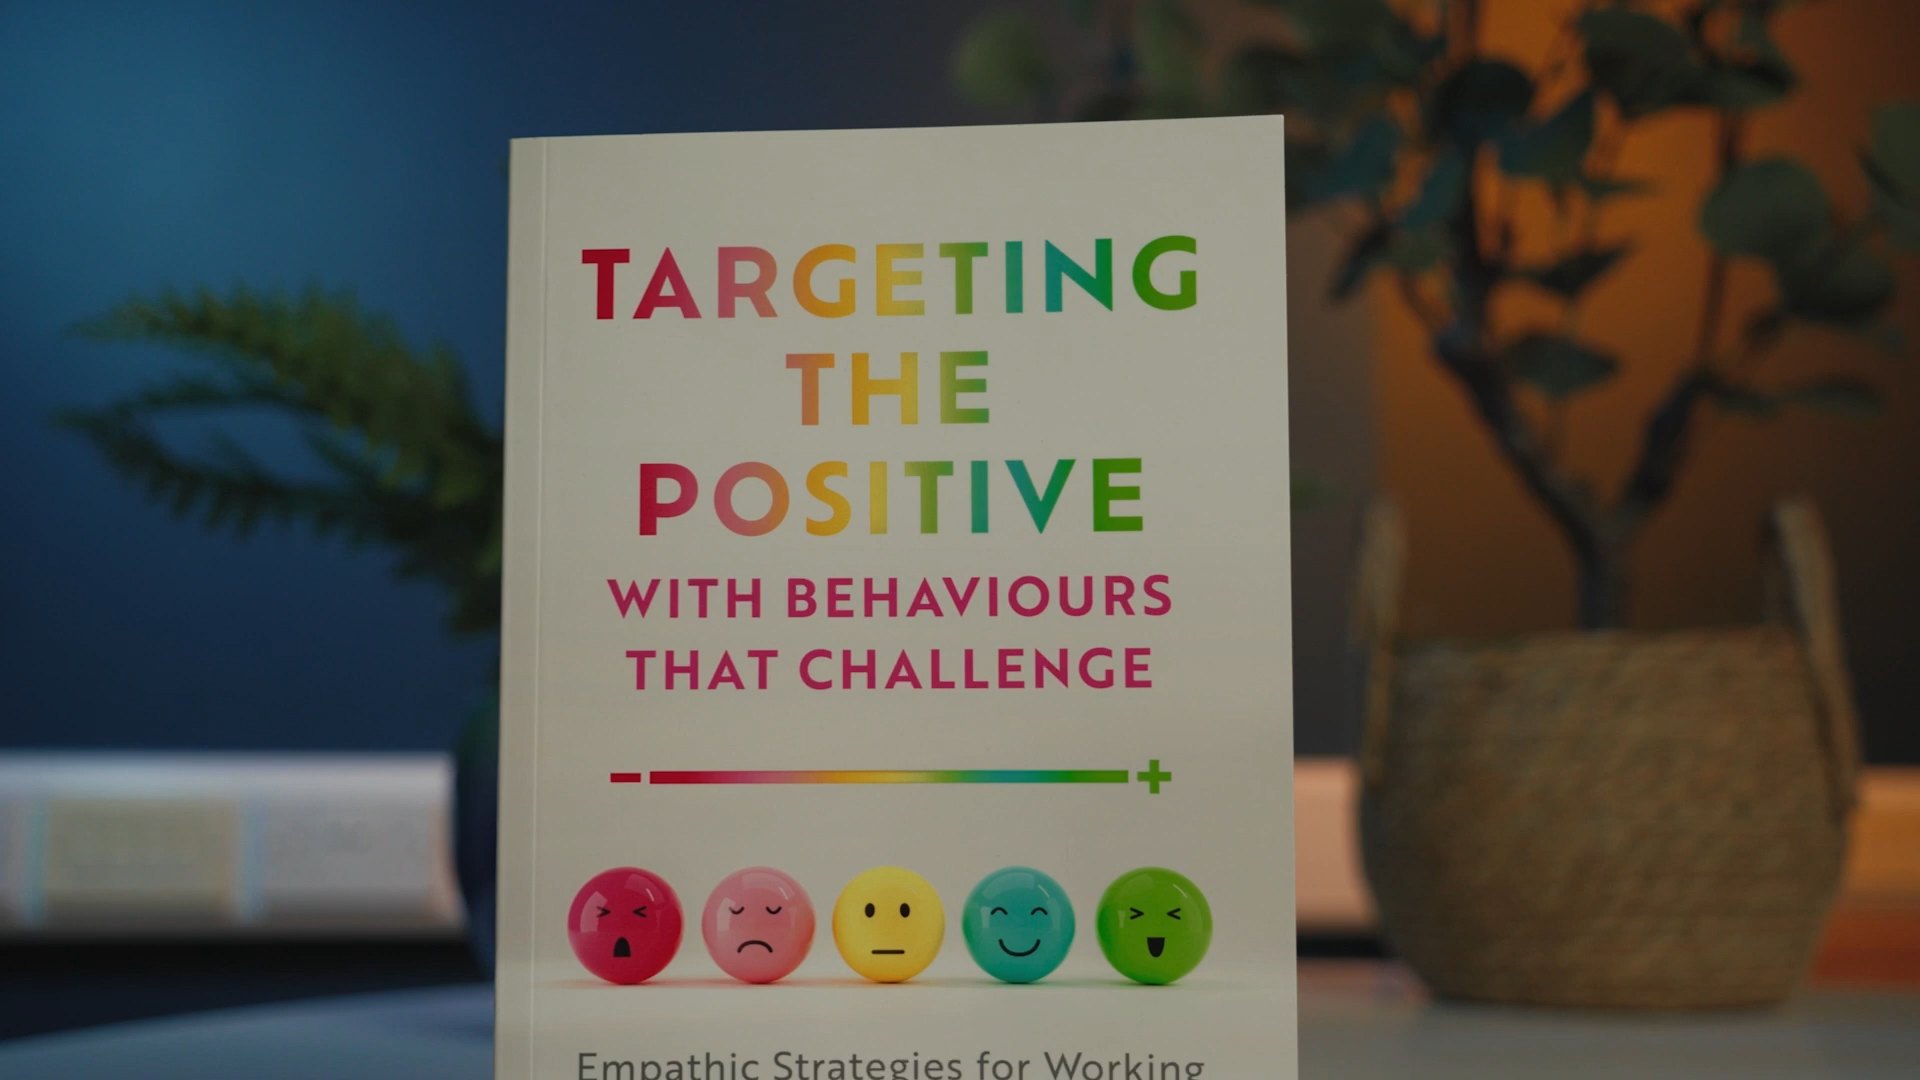 TARGETING
THE
POSITIVE
WITH BEHAVIOURS
THAT CHALLENGE
Empathic Strategies for Working